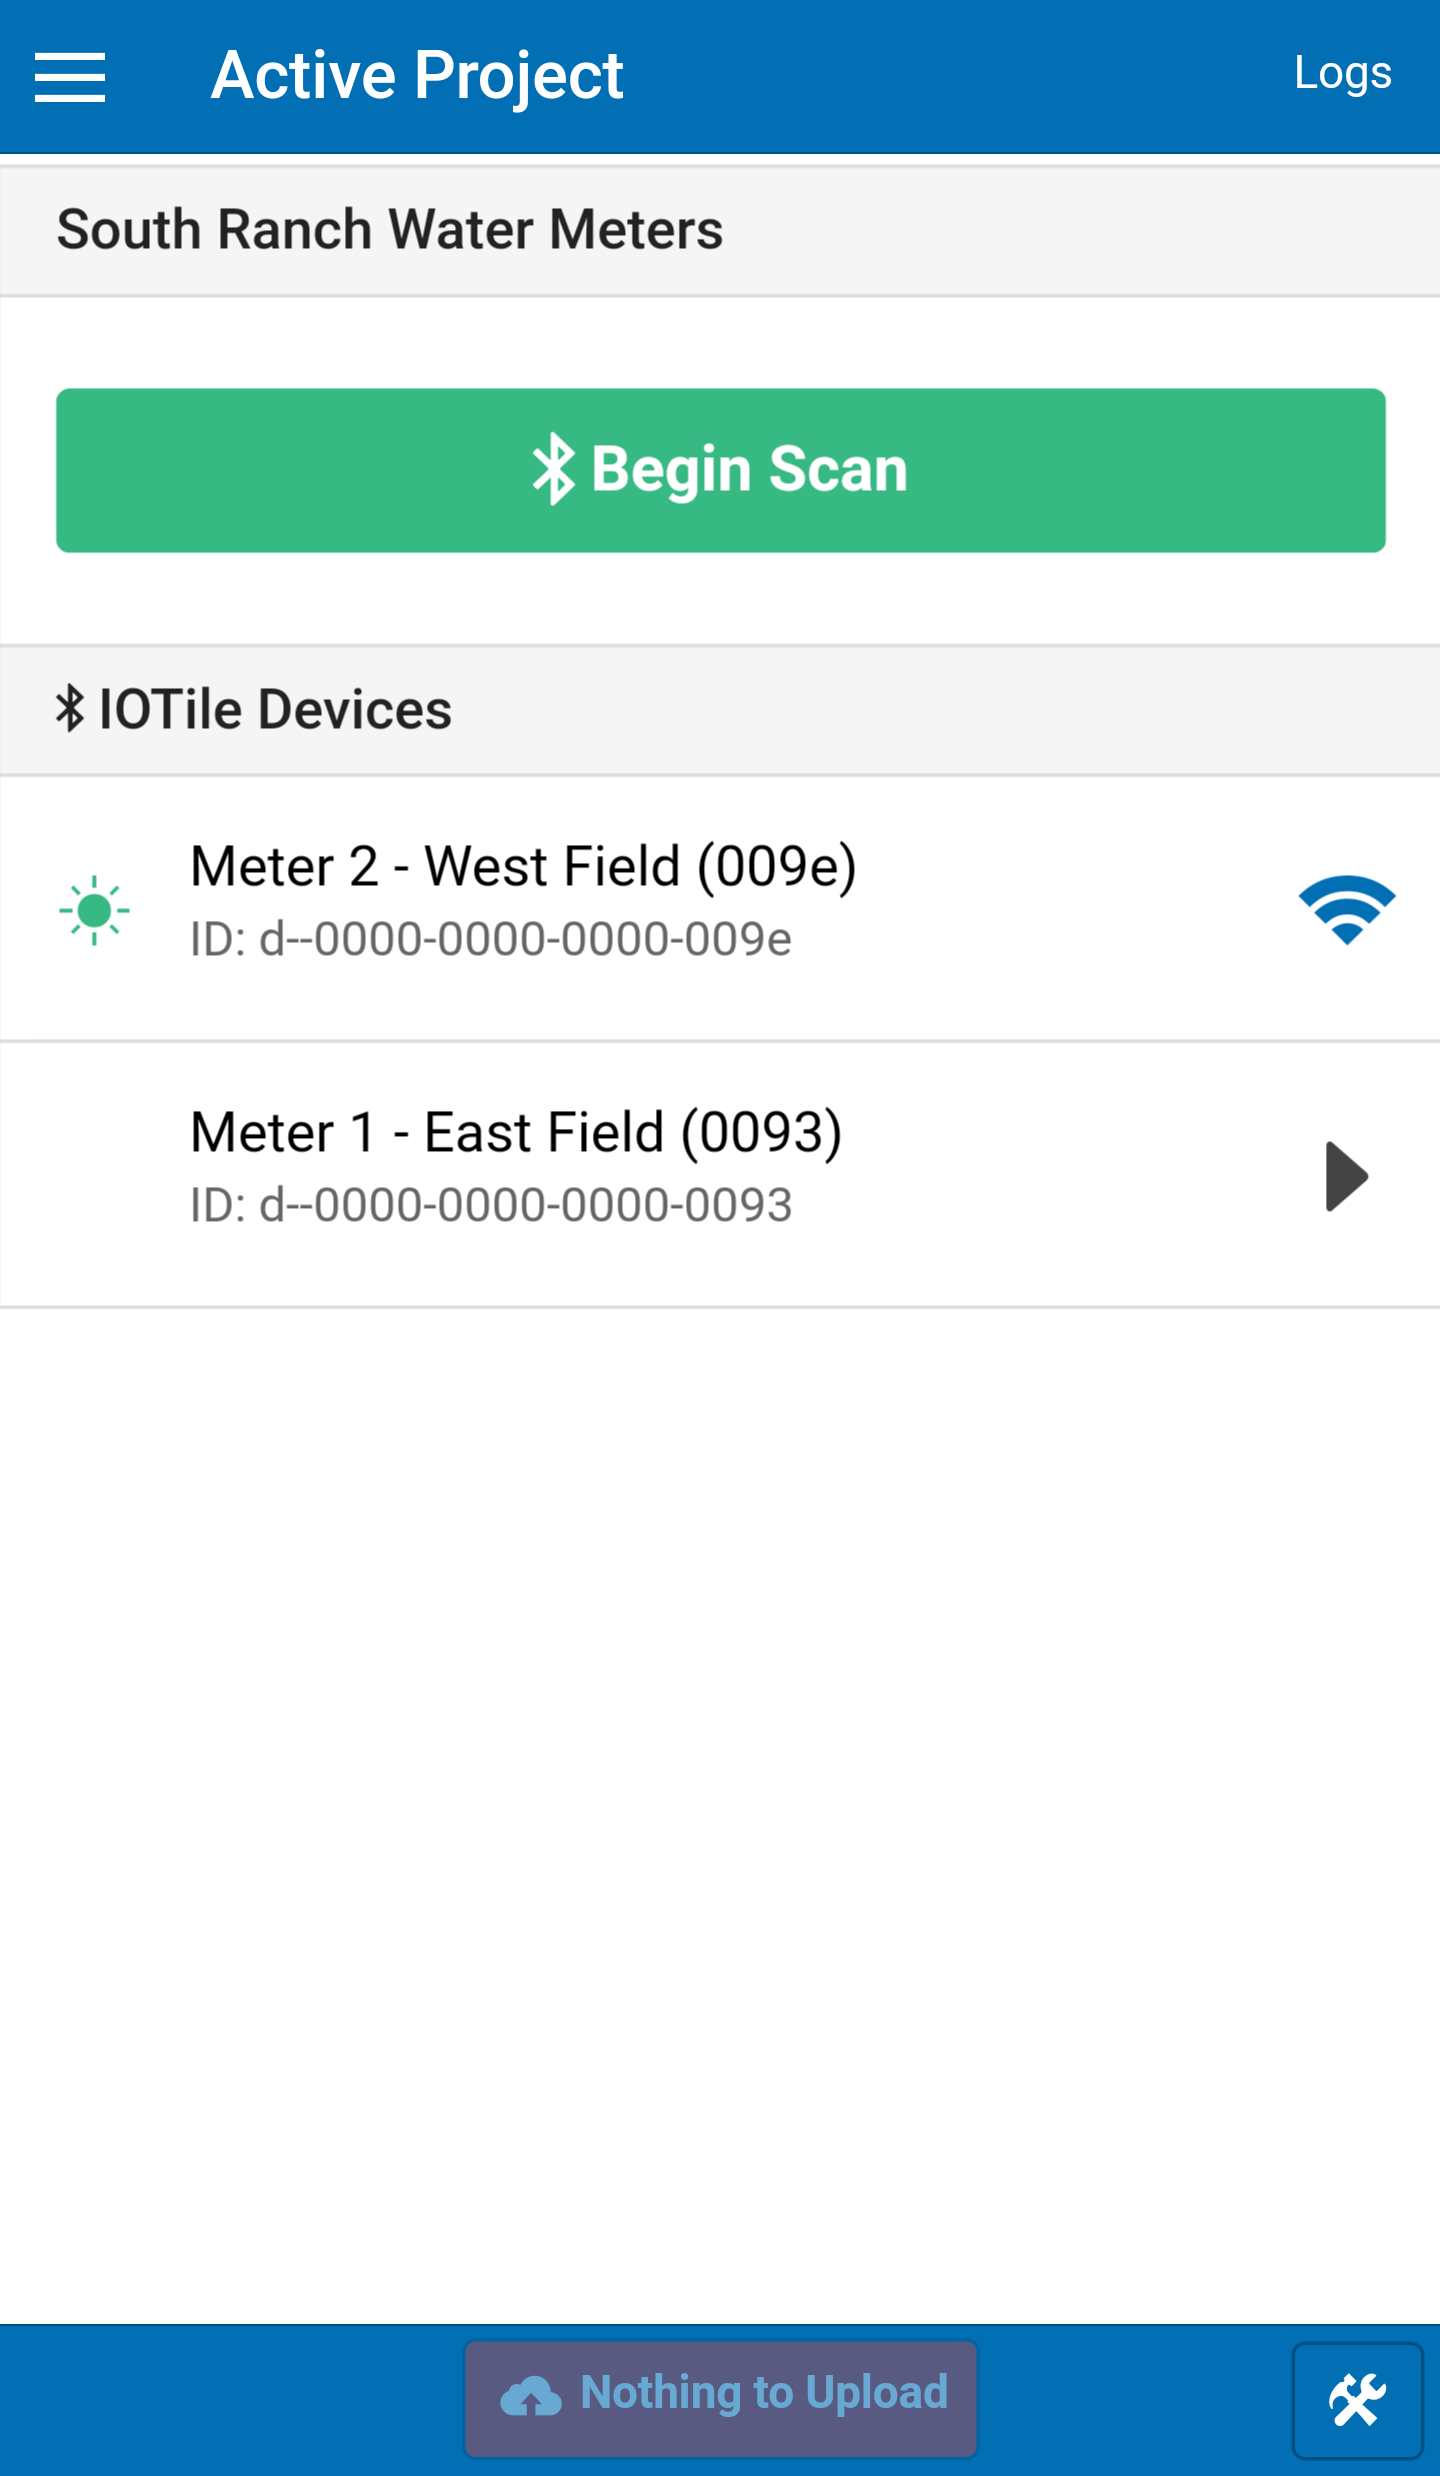 Active Project
Logs
South Ranch Water Meters
Begin Scan
IOTile Devices
Meter 2 - West Field (009e)
ID: d--0000-0000-0000-009e
Meter 1 - East Field (0093)
ID: d--0000-0000-0000-0093
Nothing to Upload